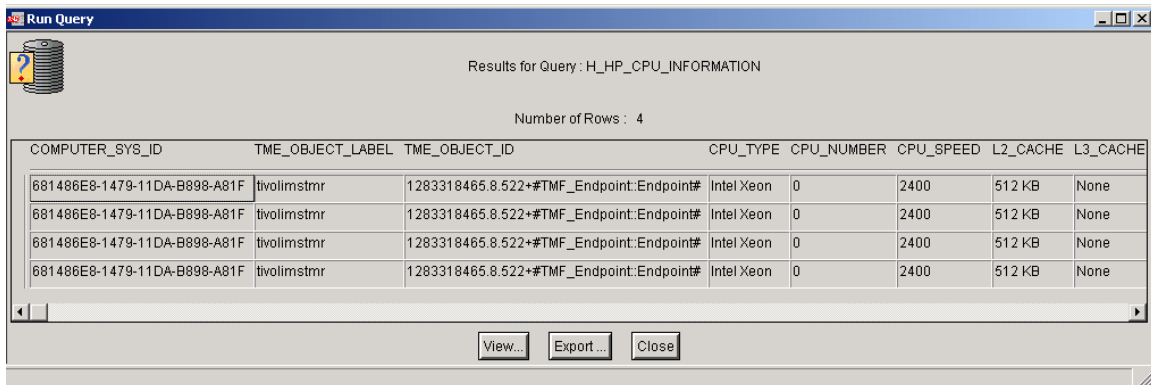 Run Query
Results for Query : H_HP_CPU_INFORMATION
Number of Rows : 4
COMPUTER_SYS_ID TME_OBJECT_LABEL TME_OBJECT_ID CPU_TYPE CPU_NUMBER CPU_SPEED L2_CACHE L3_CACHE
681486E8-1479-11DA-B898-A81F tivolimstmr 1283318465.8.522+#TMF_Endpoint::Endpoint# Intel Xeon 0 2400 512 KB None
681486E8-1479-11DA-B898-A81F tivolimstmr 1283318465.8.522+#TMF_Endpoint::Endpoint# Intel Xeon 0 2400 512 KB None
681486E8-1479-11DA-B898-A81F tivolimstmr 1283318465.8.522+#TMF_Endpoint::Endpoint# Intel Xeon 0 2400 512 KB None
681486E8-1479-11DA-B898-A81F tivolimstmr 1283318465.8.522+#TMF_Endpoint::Endpoint# Intel Xeon 0 2400 512 KB None
View... Export ... Close